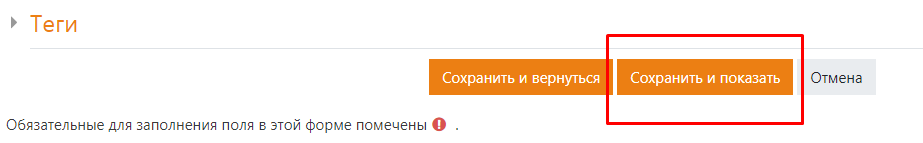 Теги
Сохранить и вернуться Сохранить и показать Отмена
Обязательные для заполнения поля в этой форме помечены .